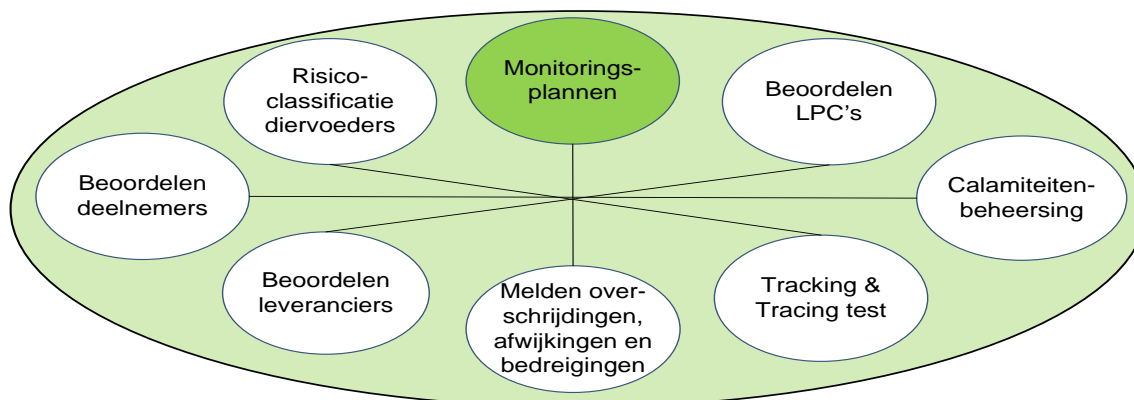 Risico-
classificatie
diervoeders
Monitorings-
plannen
Beoordelen
LPC's
Beoordelen
deelnemers
Calamiteiten-
beheersing
Beoordelen
leveranciers
Melden over-
schrijdingen,
afwijkingen en
bedreigingen
Tracking &
Tracing test